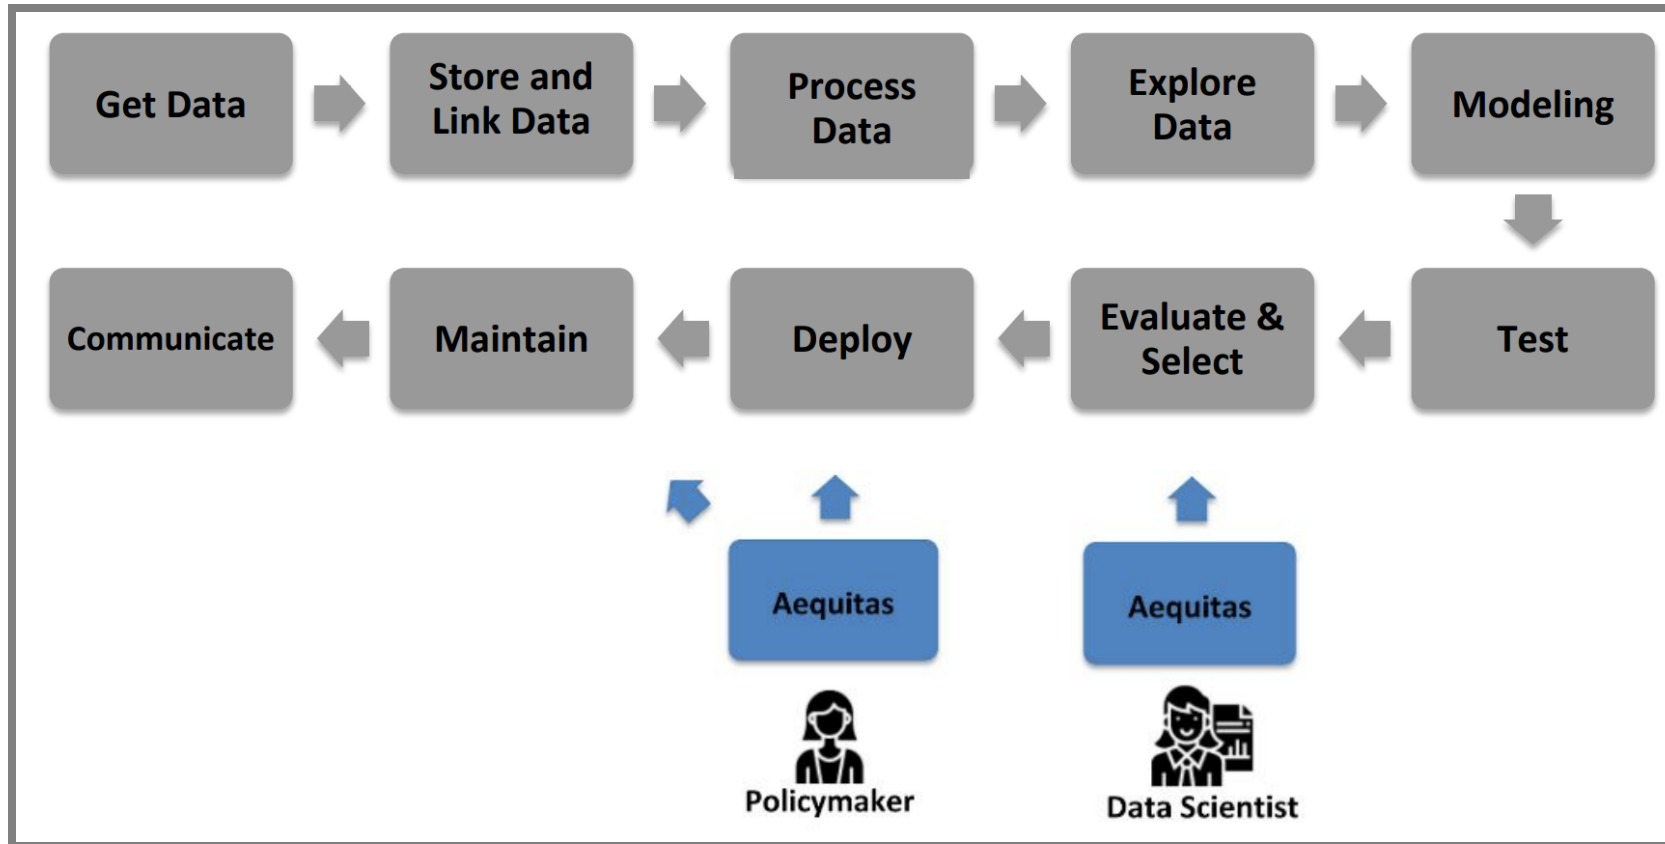 Get Data
Store and
Link Data
Process
Data
Explore
Data
Modeling
Communicate
Maintain
Deploy
Evaluate &
Select
Test
Aequitas
Aequitas
Policymaker
Data Scientist